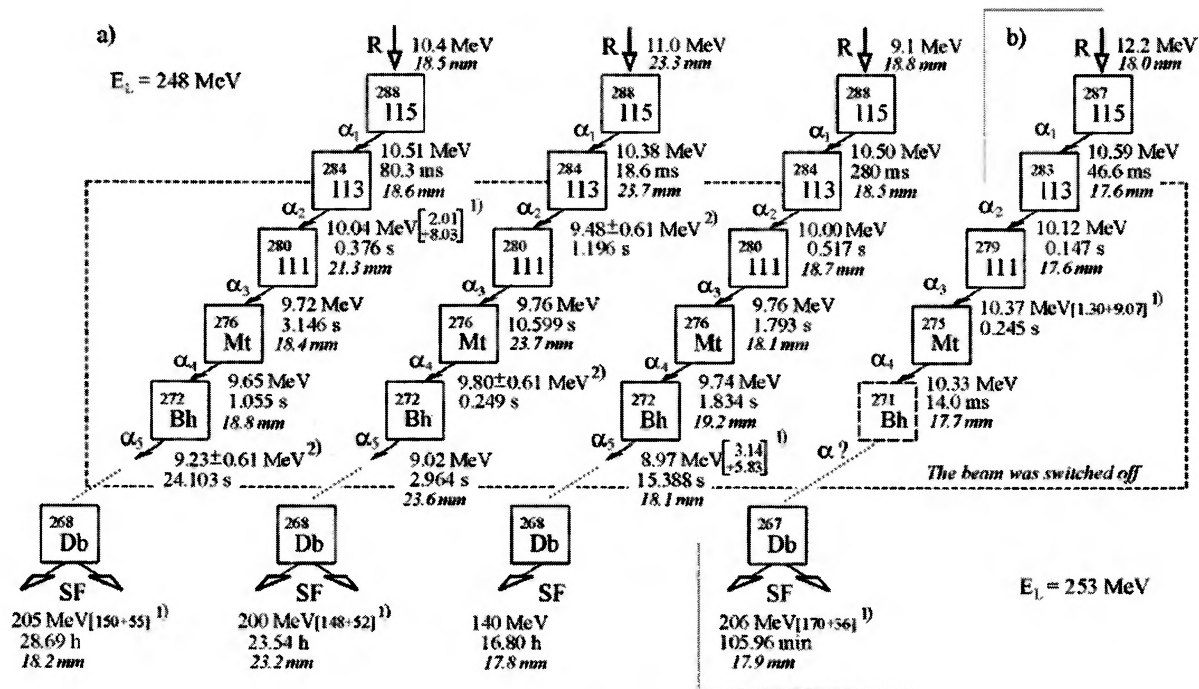 a)
E_L = 248 MeV
R 10.4 MeV
18.5 mm
288
115
α1
10.51 MeV
80.3 ms
18.6 mm
284
113
α2
10.04 MeV [2.01+8.03] 1)
0.376 s
21.3 mm
280
111
α3
9.72 MeV
3.146 s
18.4 mm
276
Mt
α4
9.65 MeV
1.055 s
18.8 mm
272
Bh
α5
9.23±0.61 MeV 2)
24.103 s
268
Db
SF
205 MeV[150+55] 1)
28.69 h
18.2 mm
R 11.0 MeV
23.3 mm
288
115
α1
10.38 MeV
18.6 ms
23.7 mm
284
113
α2
9.48±0.61 MeV 2)
1.196 s
280
111
α3
9.76 MeV
10.599 s
23.7 mm
276
Mt
α4
9.80±0.61 MeV 2)
0.249 s
272
Bh
α5
9.02 MeV
2.964 s
23.6 mm
268
Db
SF
200 MeV[148+52] 1)
23.54 h
23.2 mm
R 9.1 MeV
18.8 mm
288
115
α1
10.50 MeV
280 ms
18.5 mm
284
113
α2
10.00 MeV
0.517 s
18.7 mm
280
111
α3
9.76 MeV
1.793 s
18.1 mm
276
Mt
α4
9.74 MeV
1.834 s
19.2 mm
272
Bh
α5
8.97 MeV [3.14+5.83] 1)
15.388 s
18.1 mm
268
Db
SF
140 MeV
16.80 h
17.8 mm
b)
R 12.2 MeV
18.0 mm
287
115
α1
10.59 MeV
46.6 ms
17.6 mm
283
113
α2
10.12 MeV
0.147 s
17.6 mm
279
111
α3
10.37 MeV[1.30+9.07] 1)
0.245 s
275
Mt
α4
10.33 MeV
14.0 ms
17.7 mm
271
Bh
α ?
The beam was switched off
267
Db
SF
206 MeV[170+36] 1)
105.96 min
17.9 mm
E_L = 253 MeV